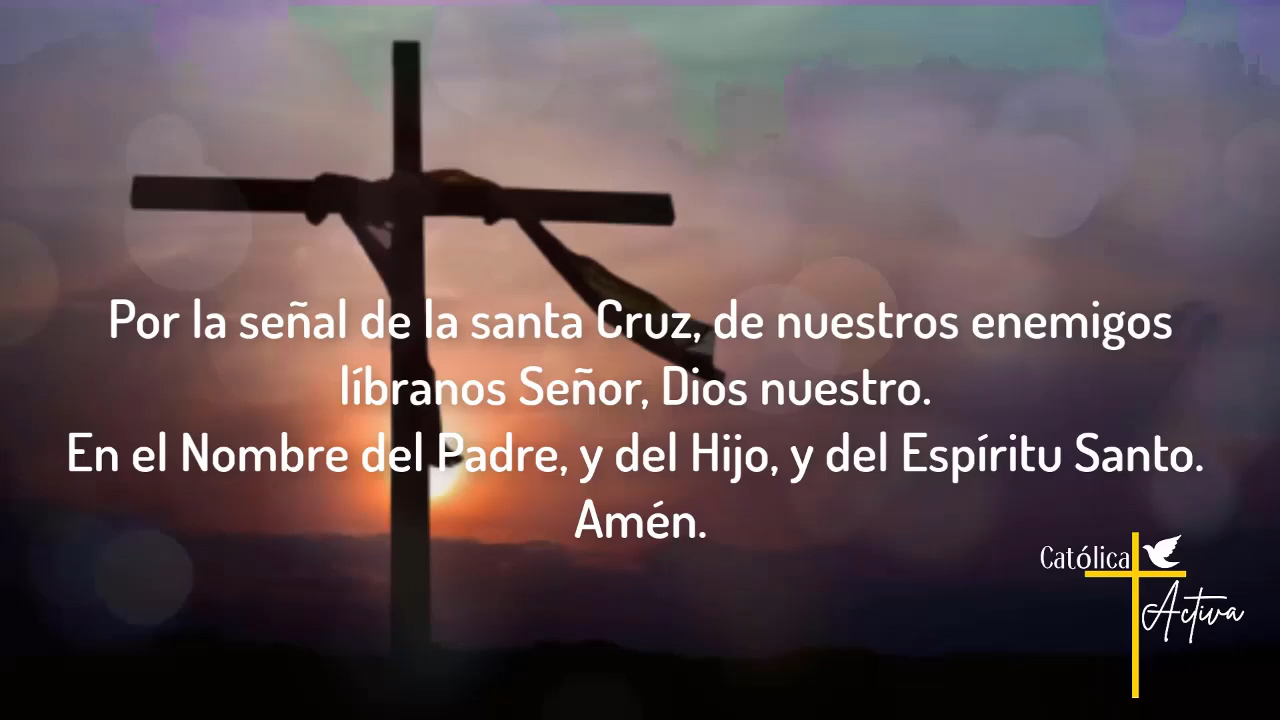 Por la señal de la santa Cruz, de nuestros enemigos
líbranos Señor, Dios nuestro.
En el Nombre del Padre, y del Hijo, y del Espíritu Santo.
Amén.
Católica
Activa